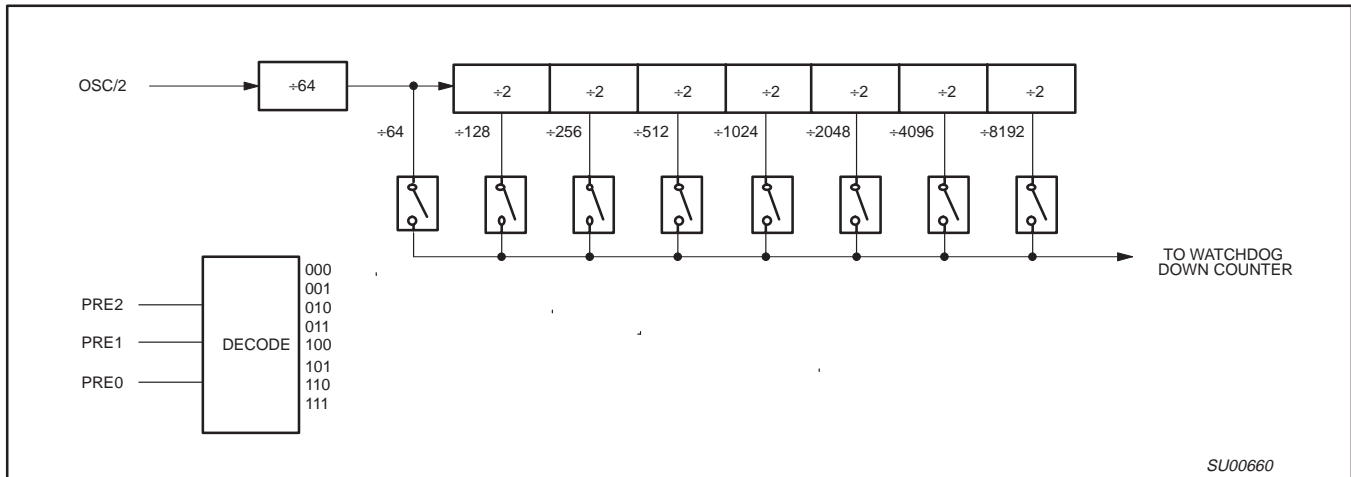 OSC/2
÷64
÷2 ÷2 ÷2 ÷2 ÷2 ÷2 ÷2
÷64 ÷128 ÷256 ÷512 ÷1024 ÷2048 ÷4096 ÷8192
TO WATCHDOG
DOWN COUNTER
PRE2
PRE1
PRE0
DECODE
000
001
010
011
100
101
110
111
SU00660